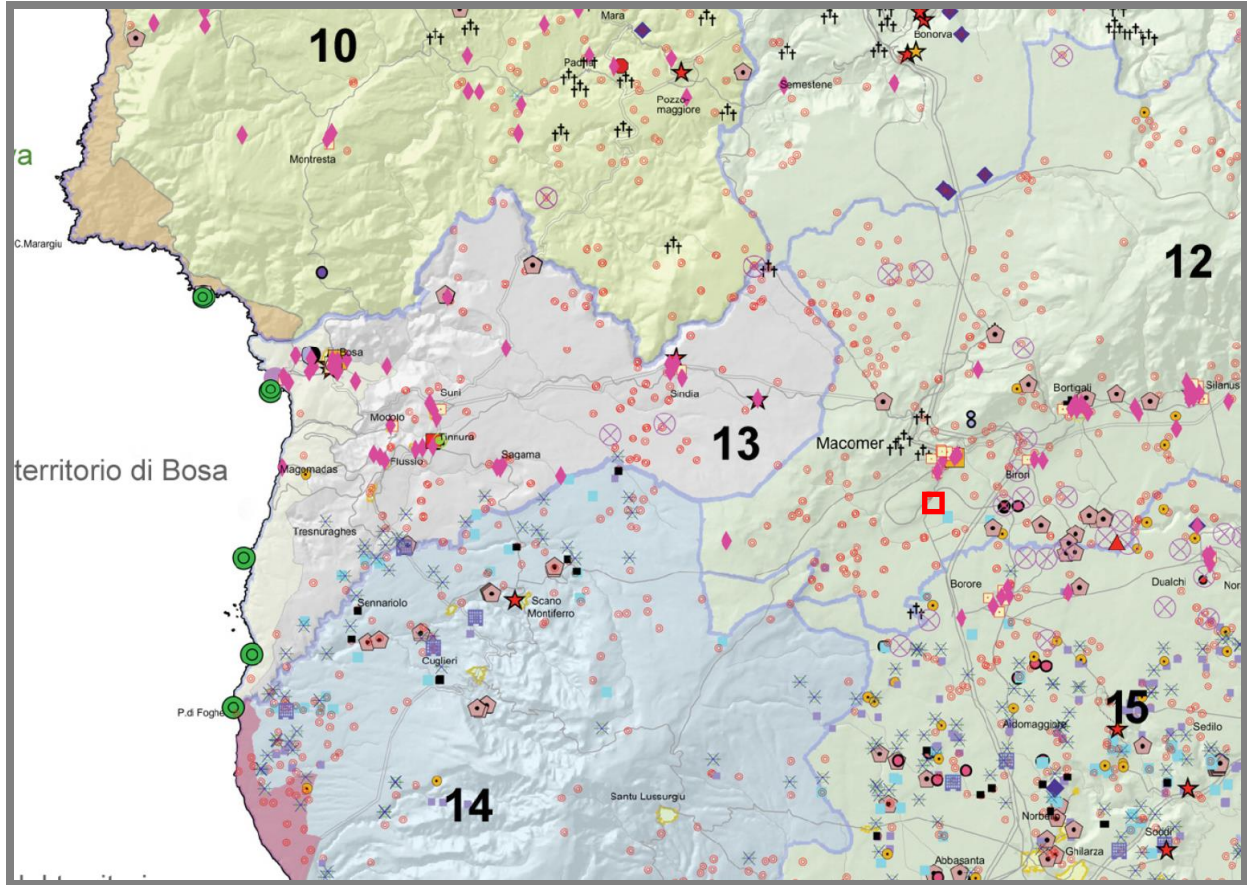 Mara
10
Bonorva
Padria
Semestene
Pozzo-
maggiore
va
Montresta
C.Marargiu
12
Bosa
Suni
Sindia
Bortigali
Silanus
Modolo
Macomer
13
Tinnura
Flussio
Sagama
territorio di Bosa
Magomadas
Birori
Tresnuraghes
Borore
Dualchi
Sennariolo
Scano
Montiferro
Cuglieri
P.di Foghe
15
Aidomaggiore
Sedilo
Santu Lussurgiu
14
Norbello
Soddì
Ghilarza
Abbasanta